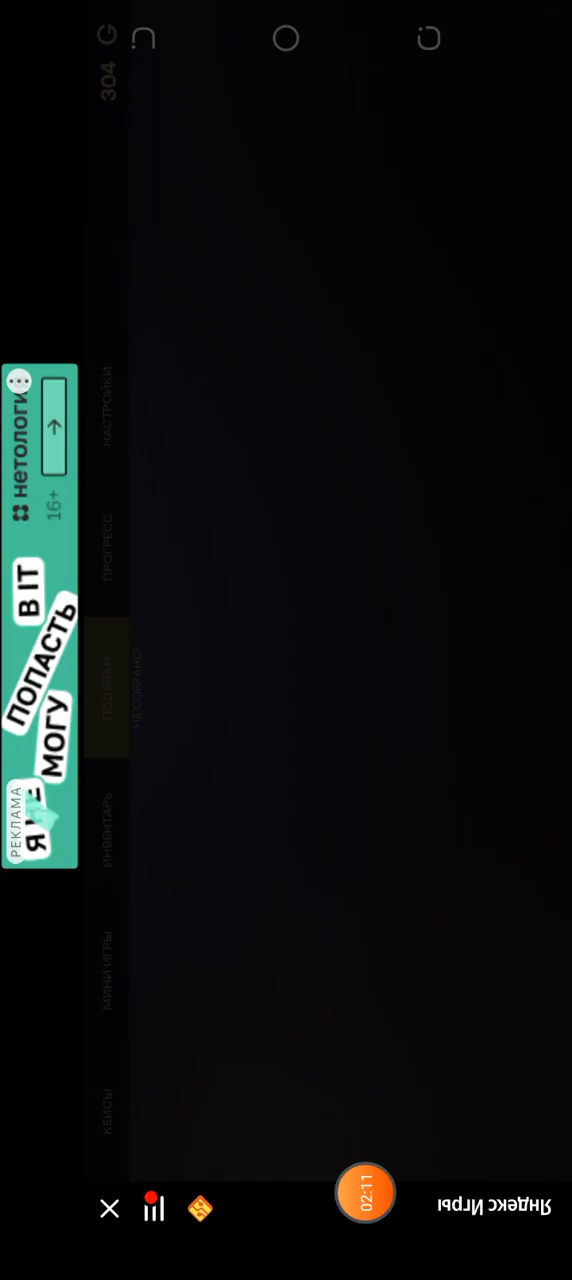 Яндекс Игры
02:11
КЕЙСЫ
МИНИ ИГРЫ
ИНВЕНТАРЬ
ПОДАРКИ
ПРОГРЕСС
НАСТРОЙКИ
304 G
НЕ СОБРАНО!
РЕКЛАМА
Я НЕ
МОГУ
ПОПАСТЬ
В IT
нетология
16+